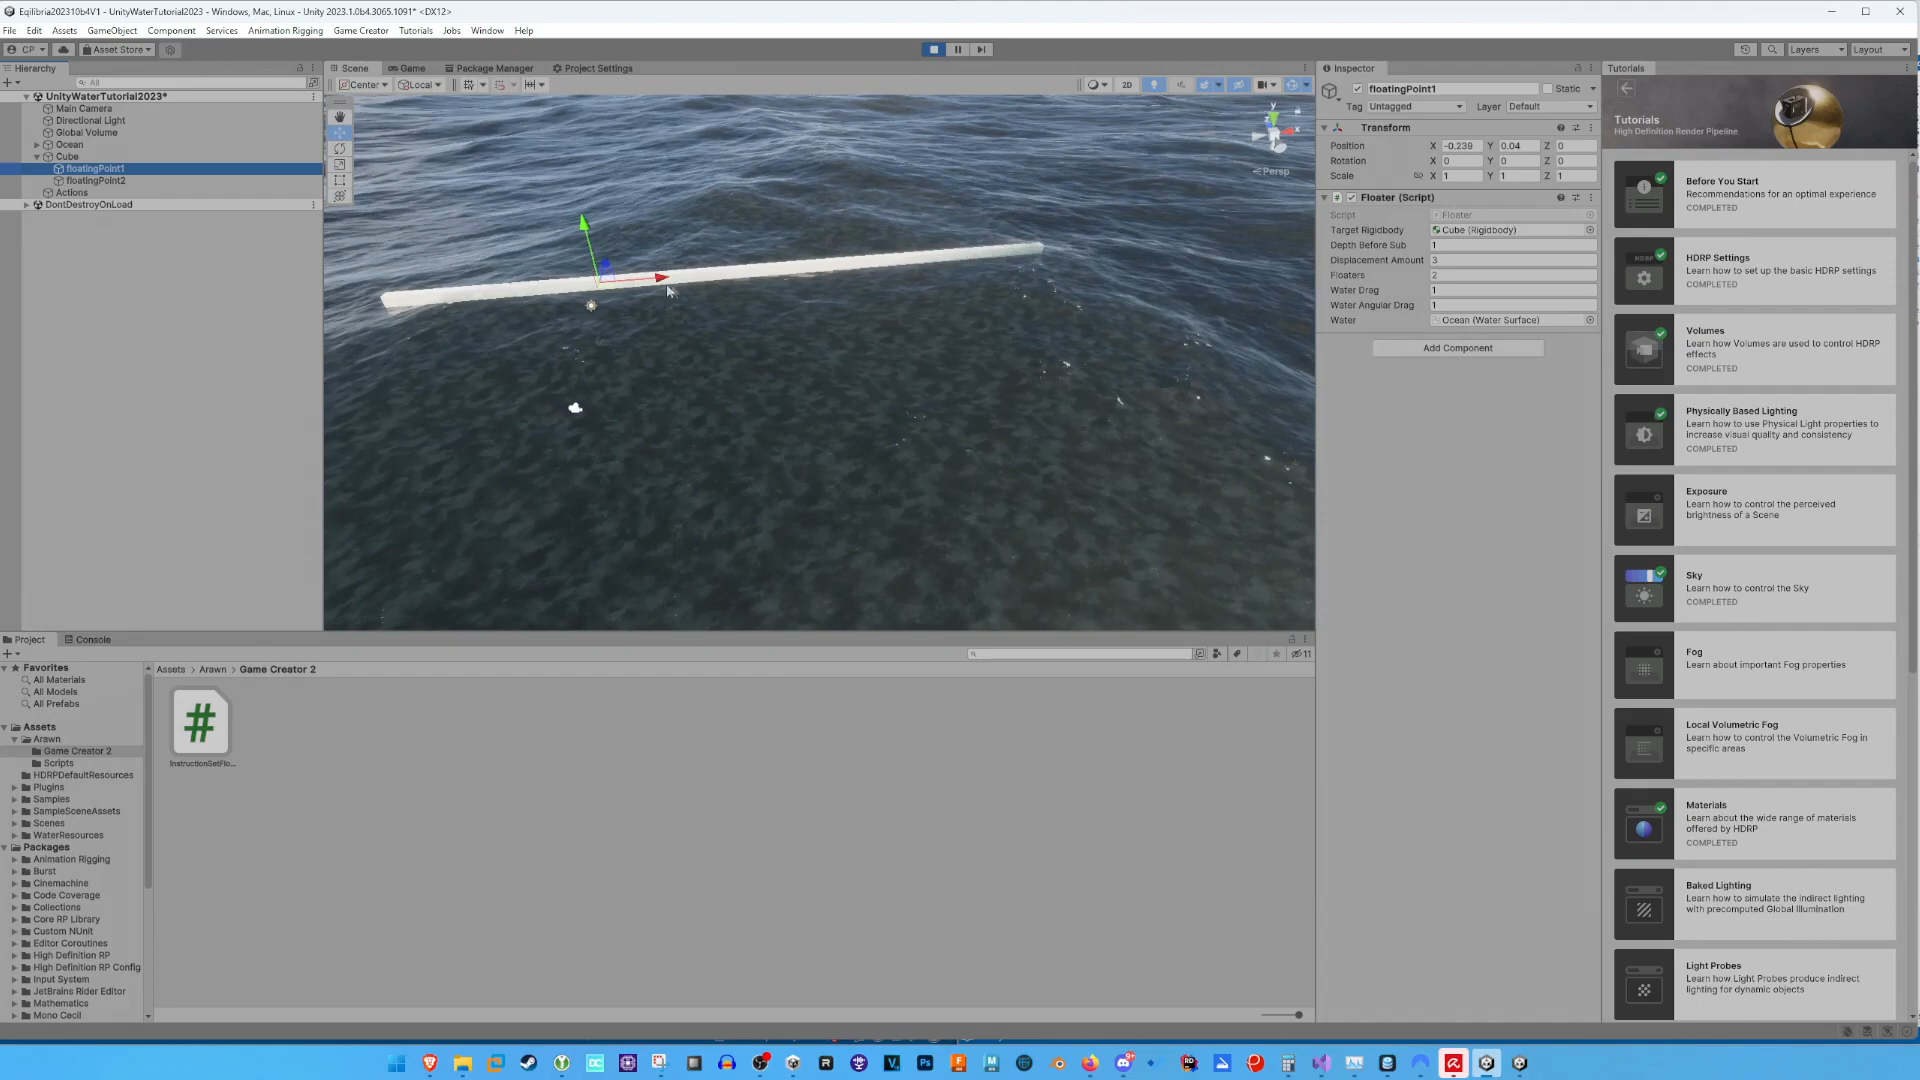 Eqilibria202310b4V1 - UnityWaterTutorial2023 - Windows, Mac, Linux - Unity 2023.1.0b4.3065.1091* <DX12>
File Edit Assets GameObject Component Services Animation Rigging Game Creator Tutorials Jobs Window Help
CP Asset Store Layers Layout
Hierarchy
All
UnityWaterTutorial2023*
Main Camera
Directional Light
Global Volume
Ocean
Cube
floatingPoint1
floatingPoint2
Actions
DontDestroyOnLoad
Scene Game Package Manager Project Settings
Center Local 2D
y
x
z
Persp
Inspector
floatingPoint1 Static
Tag Untagged Layer Default
Transform
Position X -0.239 Y 0.04 Z 0
Rotation X 0 Y 0 Z 0
Scale X 1 Y 1 Z 1
# Floater (Script)
Script Floater
Target Rigidbody Cube (Rigidbody)
Depth Before Sub 1
Displacement Amount 3
Floaters 2
Water Drag 1
Water Angular Drag 1
Water Ocean (Water Surface)
Add Component
Tutorials
Tutorials
High Definition Render Pipeline
Before You Start
Recommendations for an optimal experience
COMPLETED
HDRP
HDRP Settings
Learn how to set up the basic HDRP settings
COMPLETED
Volumes
Learn how Volumes are used to control HDRP
effects
COMPLETED
Physically Based Lighting
Learn how to use Physical Light properties to
increase visual quality and consistency
COMPLETED
Exposure
Learn how to control the perceived
brightness of a Scene
Sky
Learn how to control the Sky
COMPLETED
Fog
Learn about important Fog properties
Local Volumetric Fog
Learn how to control the Volumetric Fog in
specific areas
Materials
Learn about the wide range of materials
offered by HDRP
COMPLETED
Baked Lighting
Learn how to simulate the indirect lighting
with precomputed Global Illumination
Light Probes
Learn how Light Probes produce indirect
lighting for dynamic objects
Project Console
11
Favorites
All Materials
All Models
All Prefabs
Assets
Arawn
Game Creator 2
Scripts
HDRPDefaultResources
Plugins
Samples
SampleSceneAssets
Scenes
WaterResources
Packages
Animation Rigging
Burst
Cinemachine
Code Coverage
Collections
Core RP Library
Custom NUnit
Editor Coroutines
High Definition RP
High Definition RP Config
Input System
JetBrains Rider Editor
Mathematics
Mono Cecil
Assets > Arawn > Game Creator 2
#
InstructionSetFlo...
DC R V Ps F M RD